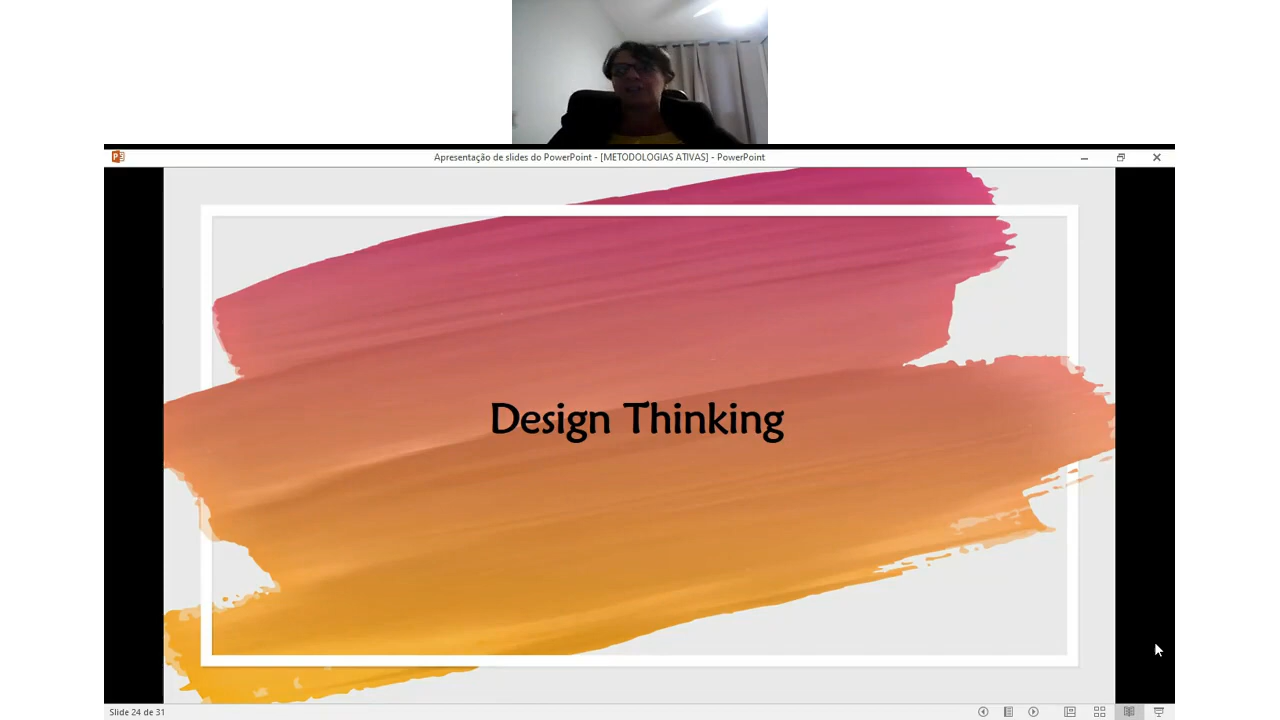 Apresentação de slides do PowerPoint - [METODOLOGIAS ATIVAS] - PowerPoint
Design Thinking
Slide 24 de 31